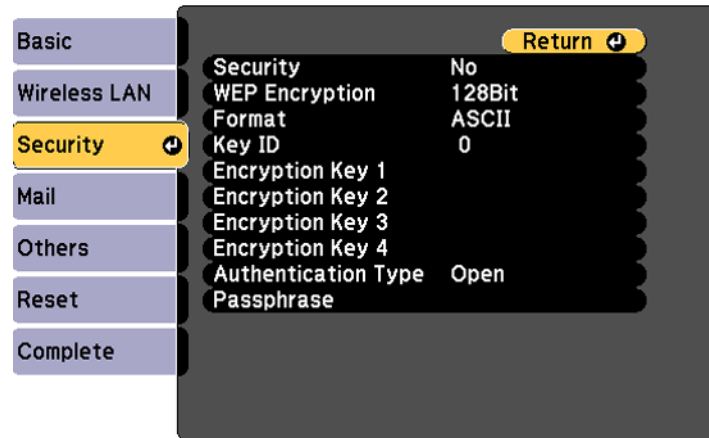 Basic
Wireless LAN
Security
Mail
Others
Reset
Complete
Return
Security No
WEP Encryption 128Bit
Format ASCII
Key ID 0
Encryption Key 1
Encryption Key 2
Encryption Key 3
Encryption Key 4
Authentication Type Open
Passphrase